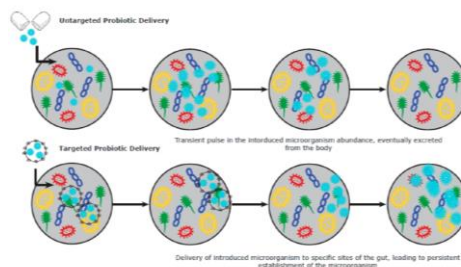 Untargeted Probiotic Delivery
Transient pulse in the intorduced microorganism abundance, eventually excreted
from the body
Targeted Probiotic Delivery
Delivery of introduced microorganism to specific sites of the gut, leading to persistent
establishment of the microorganism